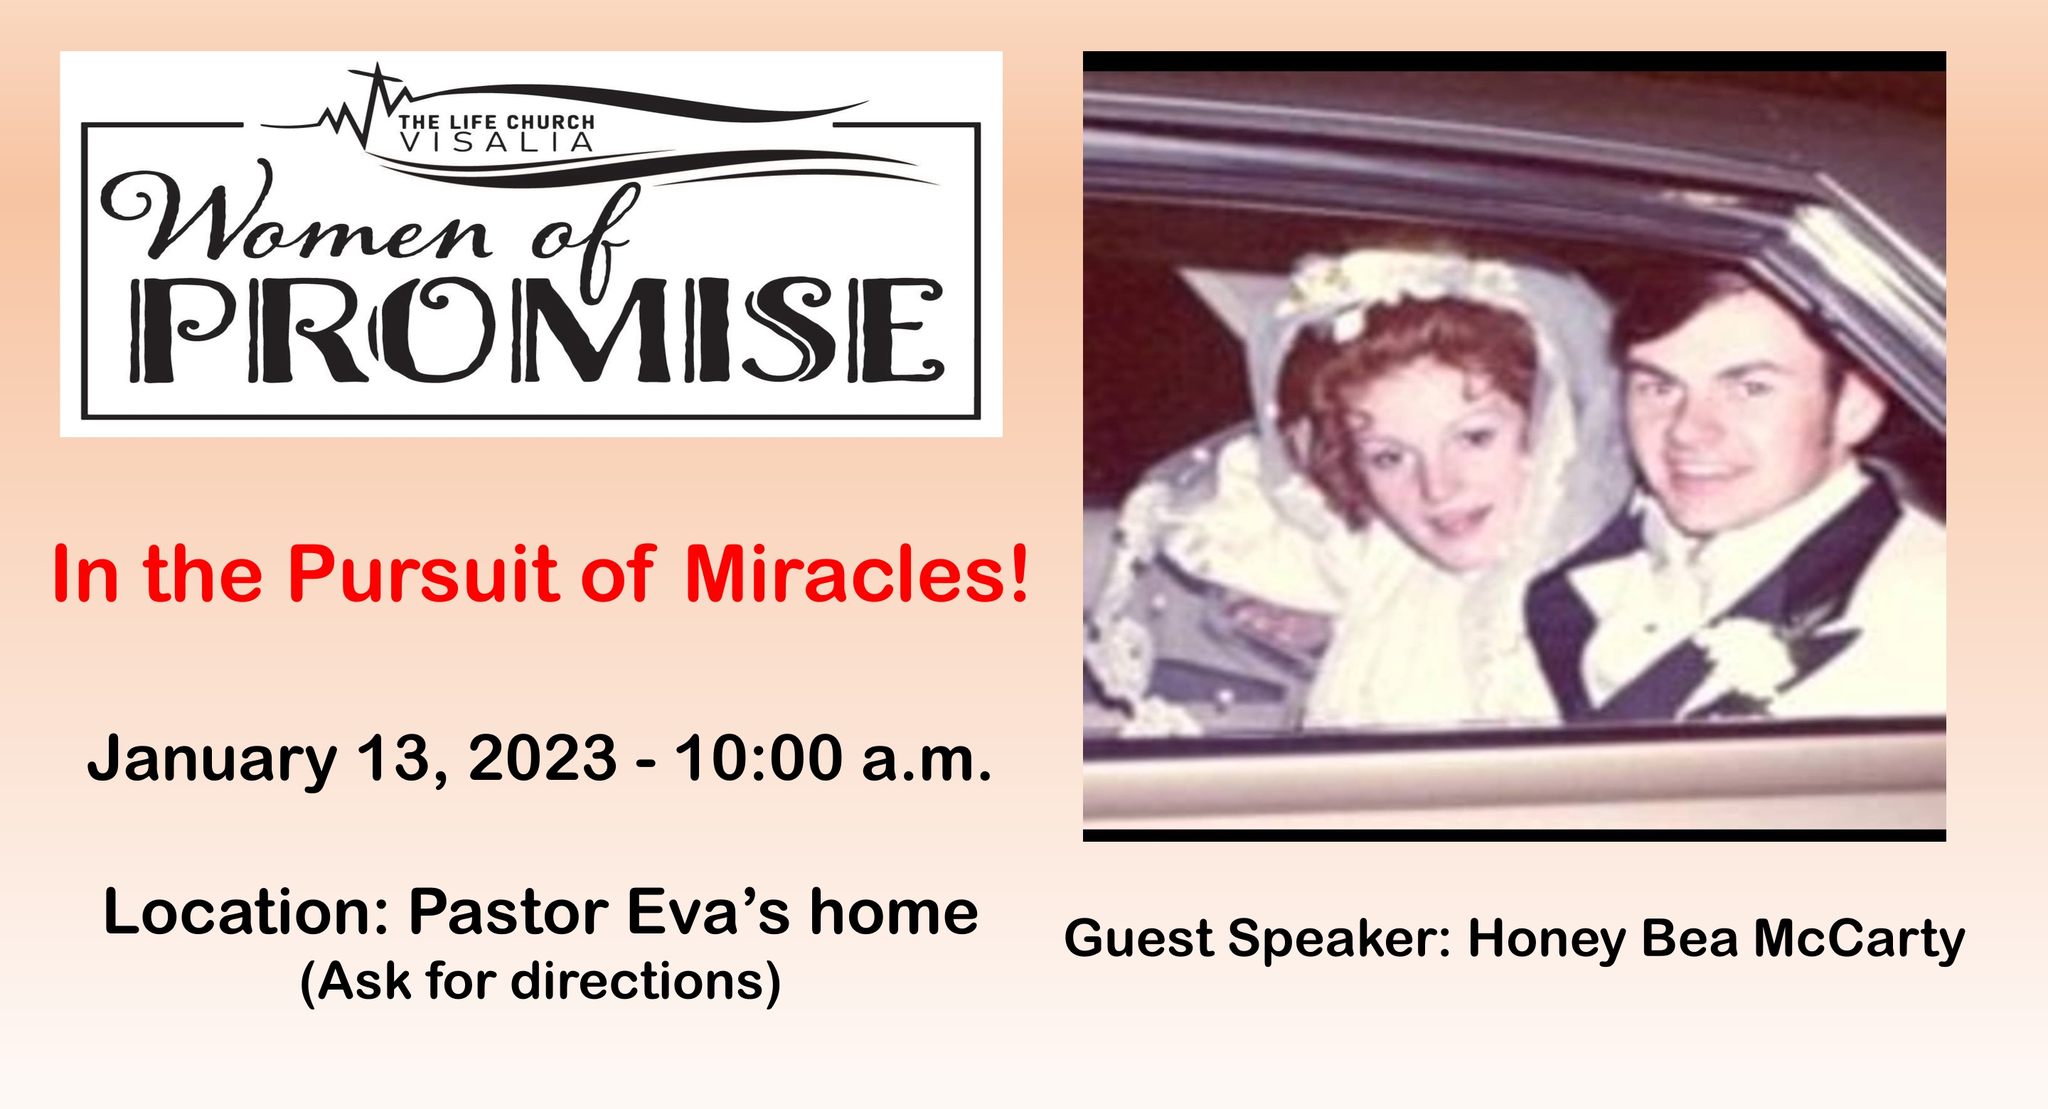 THE LIFE CHURCH
VISALIA
Women of
PROMISE
In the Pursuit of Miracles!
January 13, 2023 - 10:00 a.m.
Location: Pastor Eva’s home
(Ask for directions)
Guest Speaker: Honey Bea McCarty